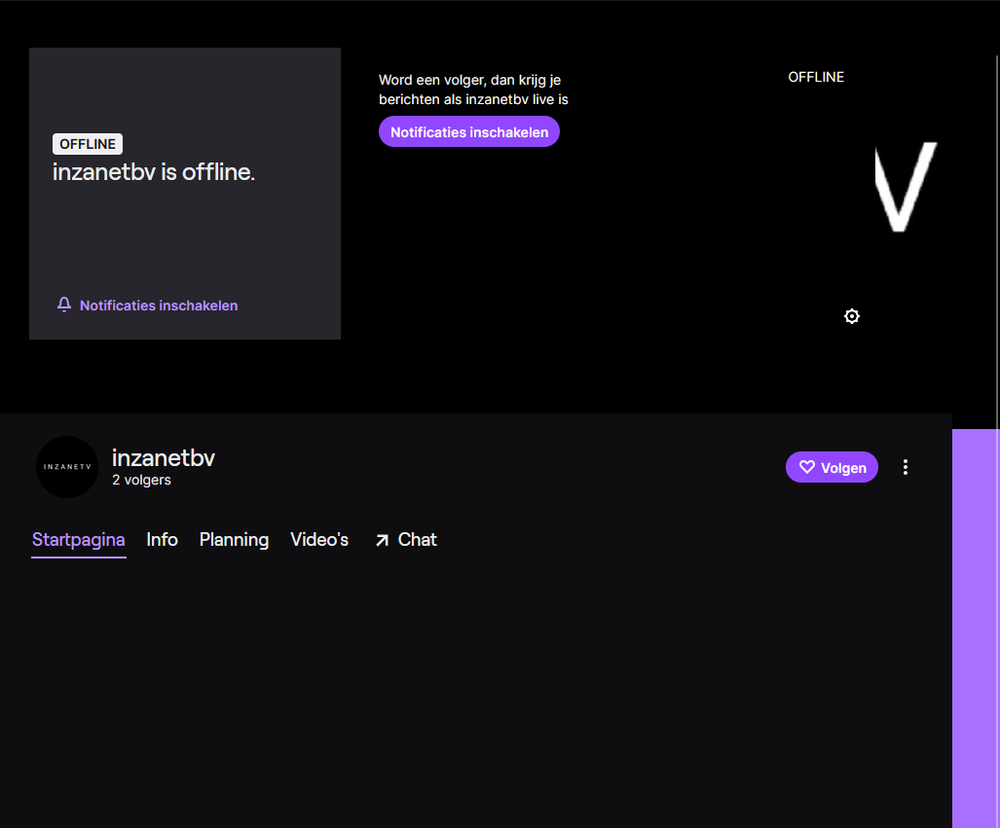 OFFLINE
inzanetbv is offline.
Notificaties inschakelen
Word een volger, dan krijg je
berichten als inzanetbv live is
Notificaties inschakelen
OFFLINE
V
inzanetbv
2 volgers
INZANETV
Volgen
Startpagina
Info
Planning
Video's
Chat